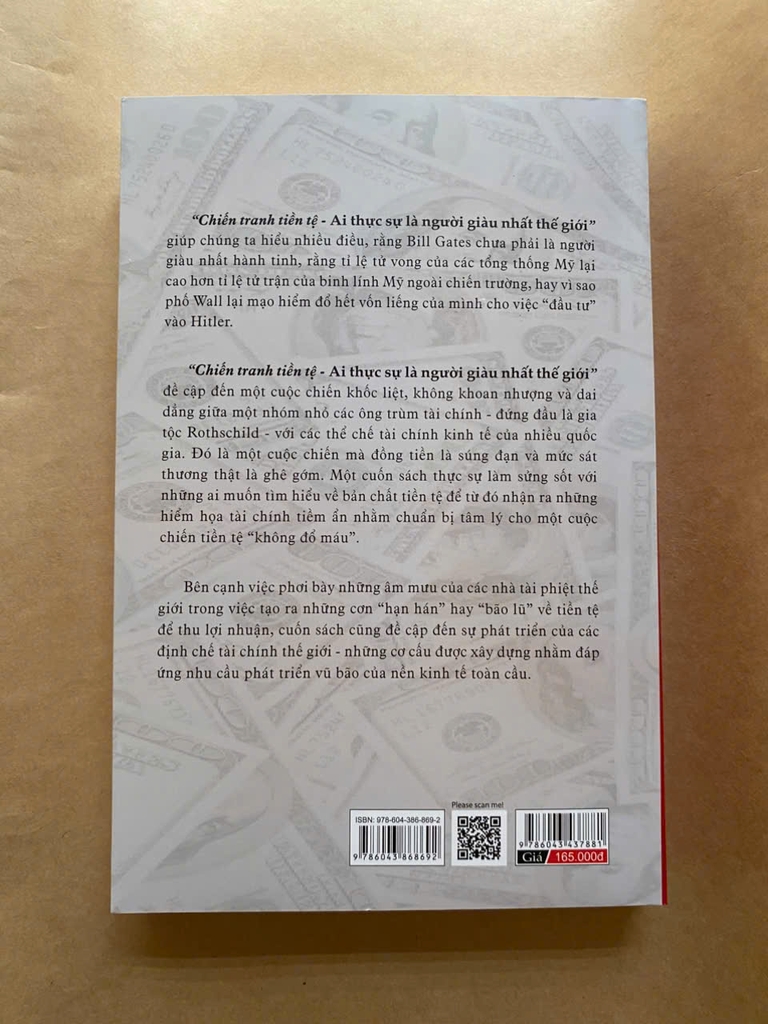 “Chiến tranh tiền tệ - Ai thực sự là người giàu nhất thế giới”
giúp chúng ta hiểu nhiều điều, rằng Bill Gates chưa phải là người
giàu nhất hành tinh, rằng tỉ lệ tử vong của các tổng thống Mỹ lại
cao hơn tỉ lệ tử trận của binh lính Mỹ ngoài chiến trường, hay vì sao
phố Wall lại mạo hiểm đổ hết vốn liếng của mình cho việc “đầu tư”
vào Hitler.
“Chiến tranh tiền tệ - Ai thực sự là người giàu nhất thế giới”
đề cập đến một cuộc chiến khốc liệt, không khoan nhượng và dai
dẳng giữa một nhóm nhỏ các ông trùm tài chính - đứng đầu là gia
tộc Rothschild - với các thể chế tài chính kinh tế của nhiều quốc
gia. Đó là một cuộc chiến mà đồng tiền là súng đạn và mức sát
thương thật là ghê gớm. Một cuốn sách thực sự làm sửng sốt với
những ai muốn tìm hiểu về bản chất tiền tệ để từ đó nhận ra những
hiểm họa tài chính tiềm ẩn nhằm chuẩn bị tâm lý cho một cuộc
chiến tiền tệ “không đổ máu”.
Bên cạnh việc phơi bày những âm mưu của các nhà tài phiệt thế
giới trong việc tạo ra những cơn “hạn hán” hay “bão lũ” về tiền tệ
để thu lợi nhuận, cuốn sách cũng đề cập đến sự phát triển của các
định chế tài chính thế giới - những cơ cấu được xây dựng nhằm đáp
ứng nhu cầu phát triển vũ bão của nền kinh tế toàn cầu.
Please scan me!
ISBN: 978-604-386-869-2
9 786043 868692
9 786043 437881
Giá 165.000đ